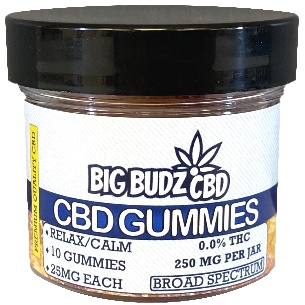 BIG BUDZ CBD
CBD GUMMIES
• RELAX/CALM
• 10 GUMMIES
• 25MG EACH
0.0% THC
250 MG PER JAR
BROAD SPECTRUM
PREMIUM QUALITY CBD